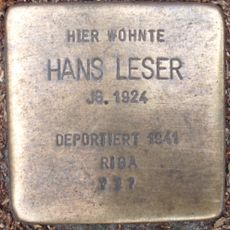 HIER WOHNTE
HANS LESER
JG. 1924
DEPORTIERT 1941
RIGA
???